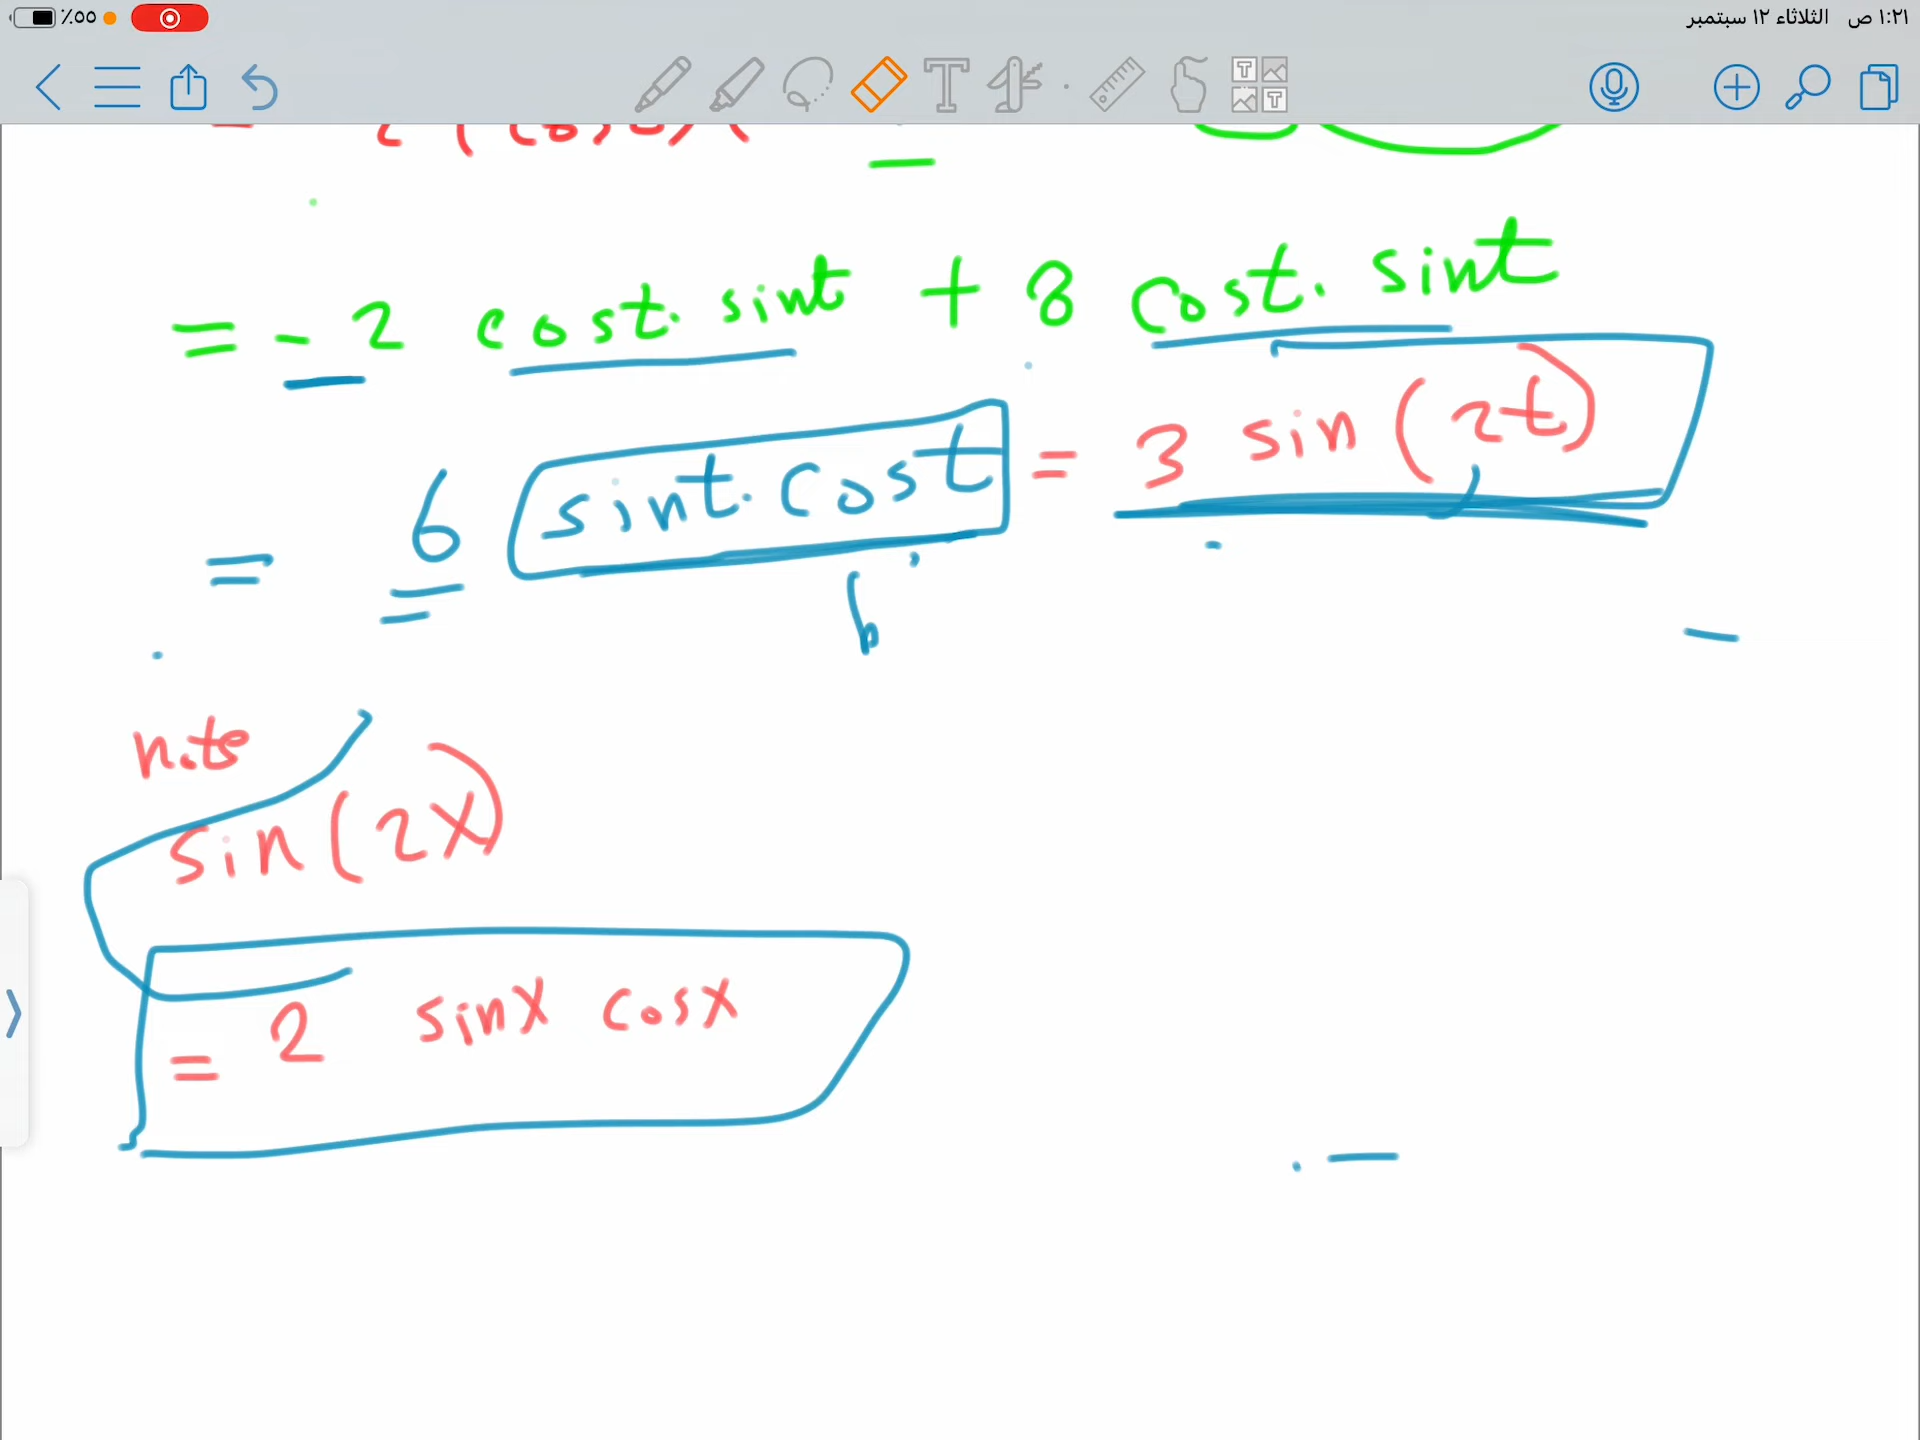 ٪٥٥
١:٢١ ص الثلاثاء ١٢ سبتمبر
= - 2 cost. sint + 8 cost. sint
= 6 sint. cost = 3 sin (2t)
note
sin (2x)
= 2 sinx cosx